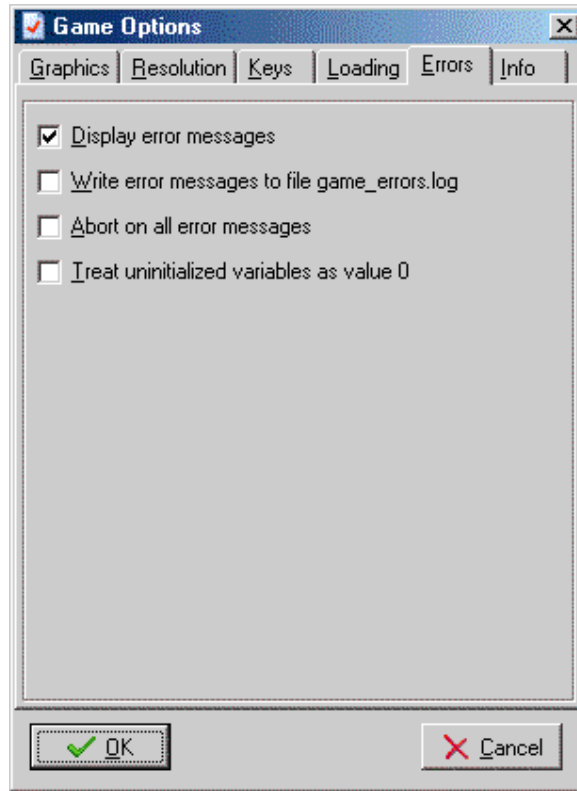 Game Options
Graphics Resolution Keys Loading Errors Info
Display error messages
Write error messages to file game_errors.log
Abort on all error messages
Treat uninitialized variables as value 0
OK Cancel